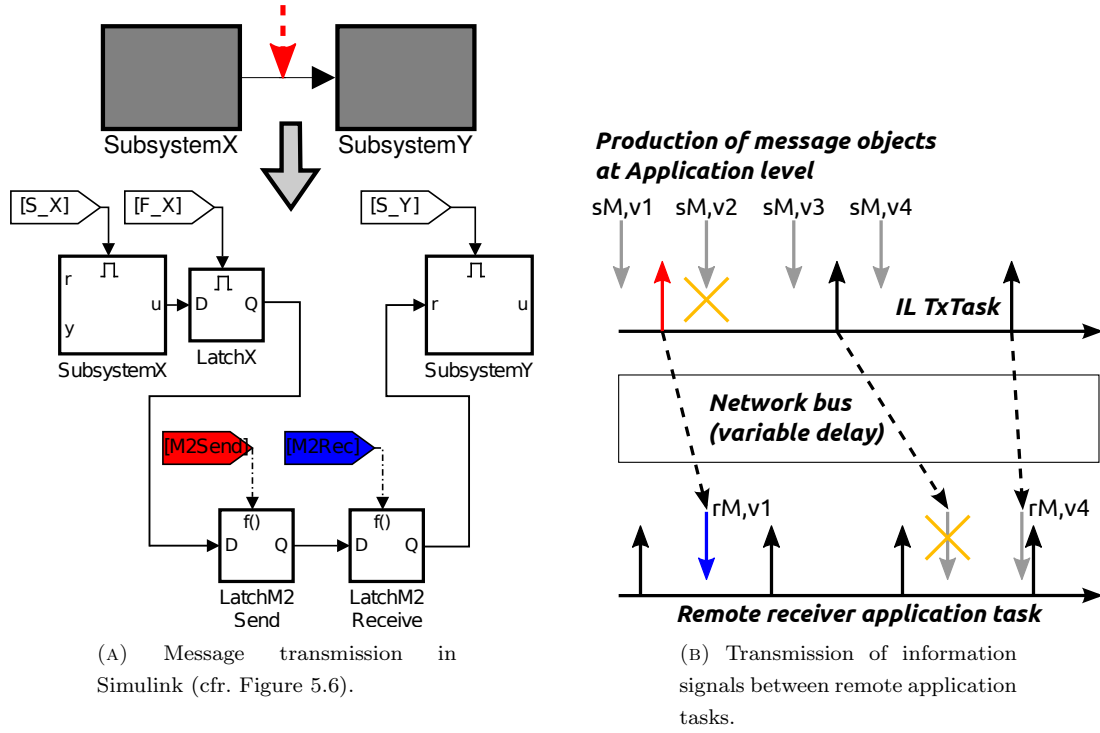 SubsystemX
SubsystemY
[S_X]
[F_X]
[S_Y]
r
y
u
SubsystemX
D
Q
LatchX
r
u
SubsystemY
[M2Send]
[M2Rec]
f()
D
Q
LatchM2
Send
f()
D
Q
LatchM2
Receive
(A) Message transmission in
Simulink (cfr. Figure 5.6).
Production of message objects
at Application level
sM,v1
sM,v2
sM,v3
sM,v4
IL TxTask
Network bus
(variable delay)
rM,v1
rM,v4
Remote receiver application task
(B) Transmission of information
signals between remote application
tasks.